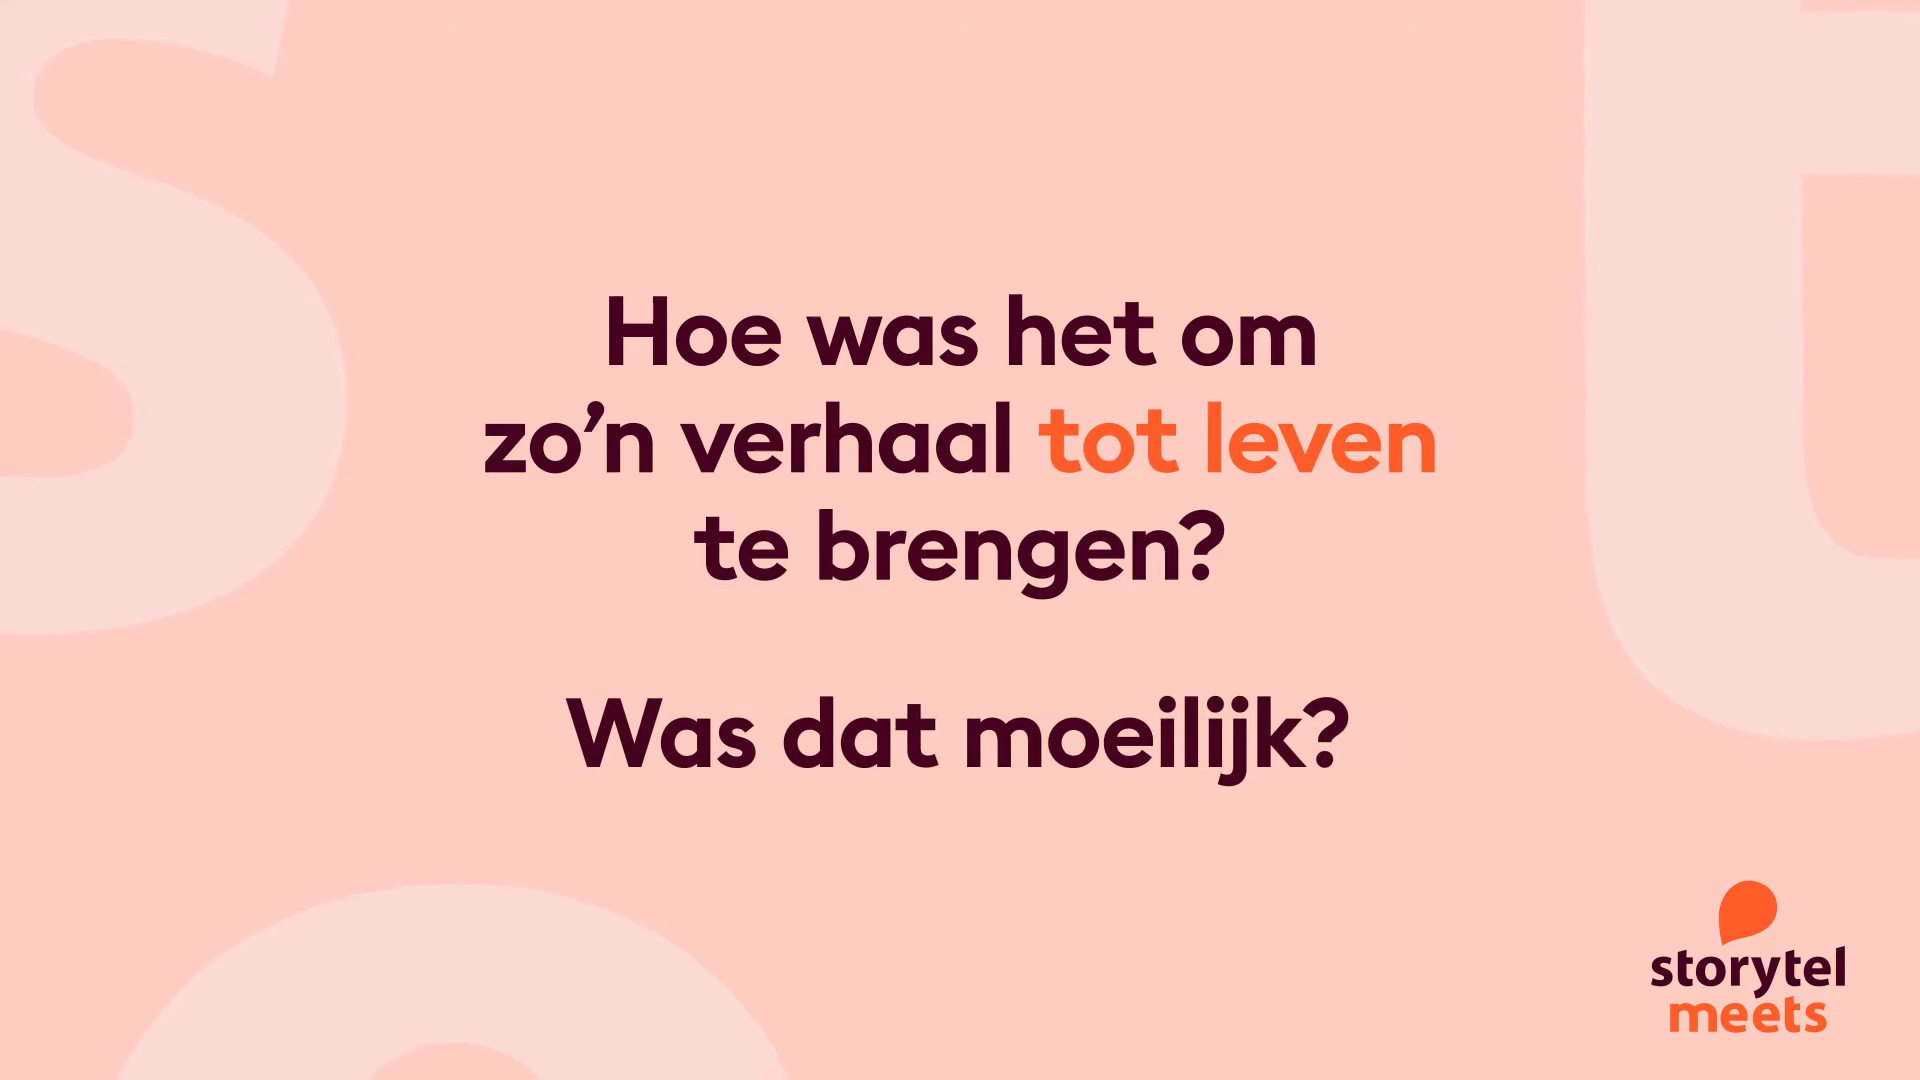 Hoe was het om
zo’n verhaal tot leven
te brengen?
Was dat moeilijk?
storytel
meets